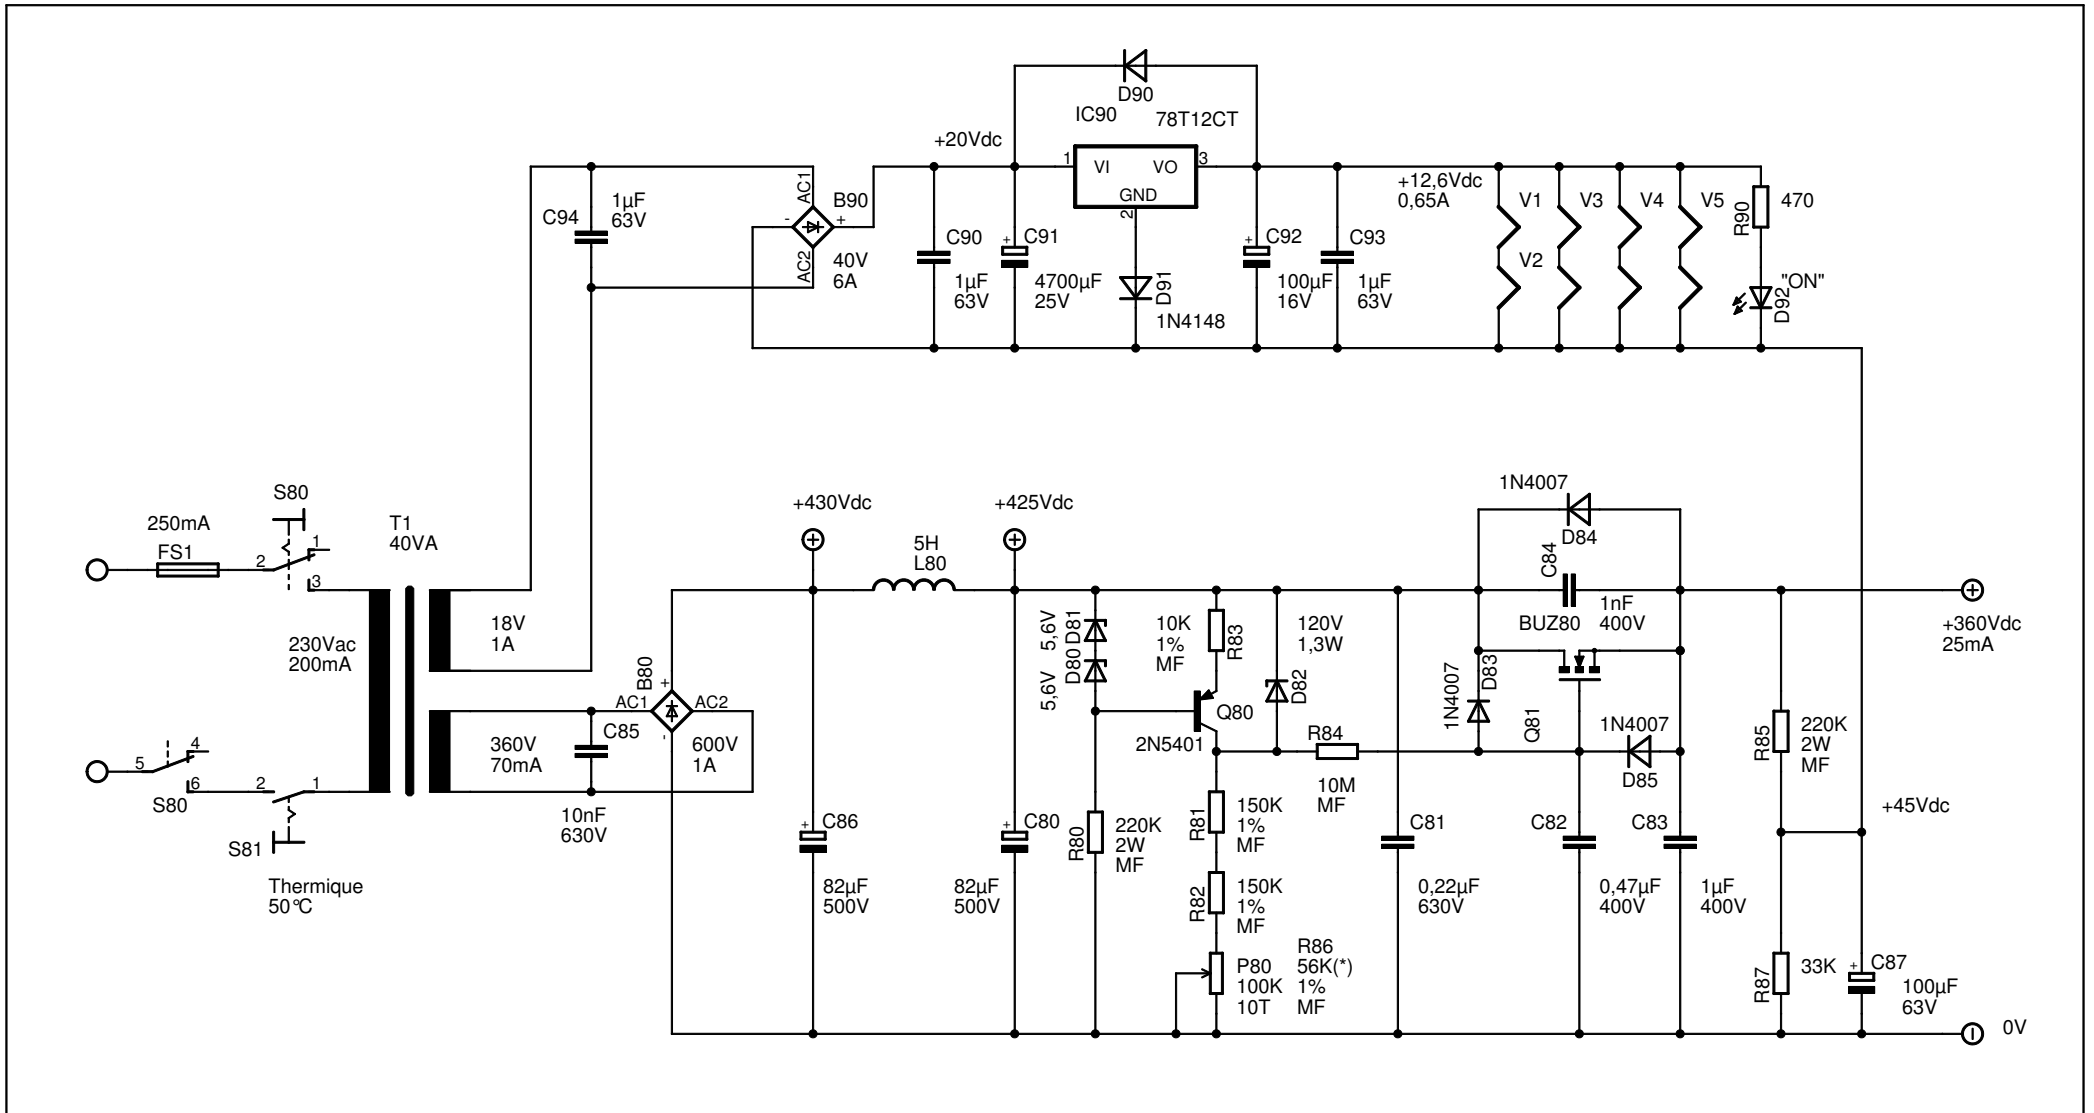 D90
IC90
78T12CT
+20Vdc
1
VI
VO
3
GND
2
AC1
B90
-
+
AC2
40V
6A
C94
1µF
63V
C90
1µF
63V
+
C91
4700µF
25V
D91
1N4148
+
C92
100µF
16V
C93
1µF
63V
+12,6Vdc
0,65A
V1
V2
V3
V4
V5
R90
470
D92
"ON"
S80
250mA
FS1
2
1
3
T1
40VA
230Vac
200mA
18V
1A
360V
70mA
5
4
6
S80
2
1
S81
Thermique
50°C
C85
10nF
630V
B80
+
AC1
AC2
-
600V
1A
+430Vdc
5H
L80
+425Vdc
+
C86
82µF
500V
+
C80
82µF
500V
5,6V
D81
5,6V
D80
R80
220K
2W
MF
10K
1%
MF
R83
Q80
2N5401
120V
1,3W
D82
R84
10M
MF
R81
150K
1%
MF
R82
150K
1%
MF
P80
100K
10T
R86
56K(*)
1%
MF
1N4007
D84
C84
1nF
400V
BUZ80
1N4007
D83
Q81
1N4007
D85
C81
0,22µF
630V
C82
0,47µF
400V
C83
1µF
400V
R85
220K
2W
MF
+360Vdc
25mA
+45Vdc
R87
33K
+
C87
100µF
63V
0V